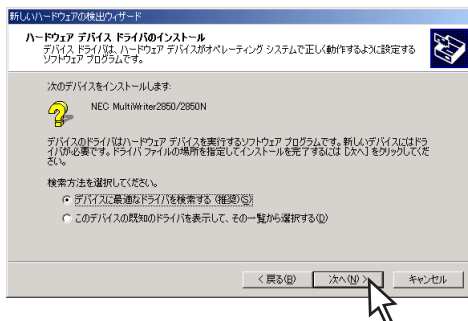 新しいハードウェアの検出ウィザード
ハードウェア デバイス ドライバのインストール
デバイス ドライバは、ハードウェア デバイスがオペレーティング システムで正しく動作するように設定する
ソフトウェア プログラムです。
次のデバイスをインストールします:
NEC MultiWriter2850/2850N
デバイスのドライバはハードウェア デバイスを実行するソフトウェア プログラムです。新しいデバイスにはドラ
イバが必要です。ドライバ ファイルの場所を指定してインストールを完了するには [次へ] をクリックしてくだ
さい。
検索方法を選択してください。
デバイスに最適なドライバを検索する (推奨)(S)
このデバイスの既知のドライバを表示して、その一覧から選択する(D)
< 戻る(B)
次へ(N) >
キャンセル